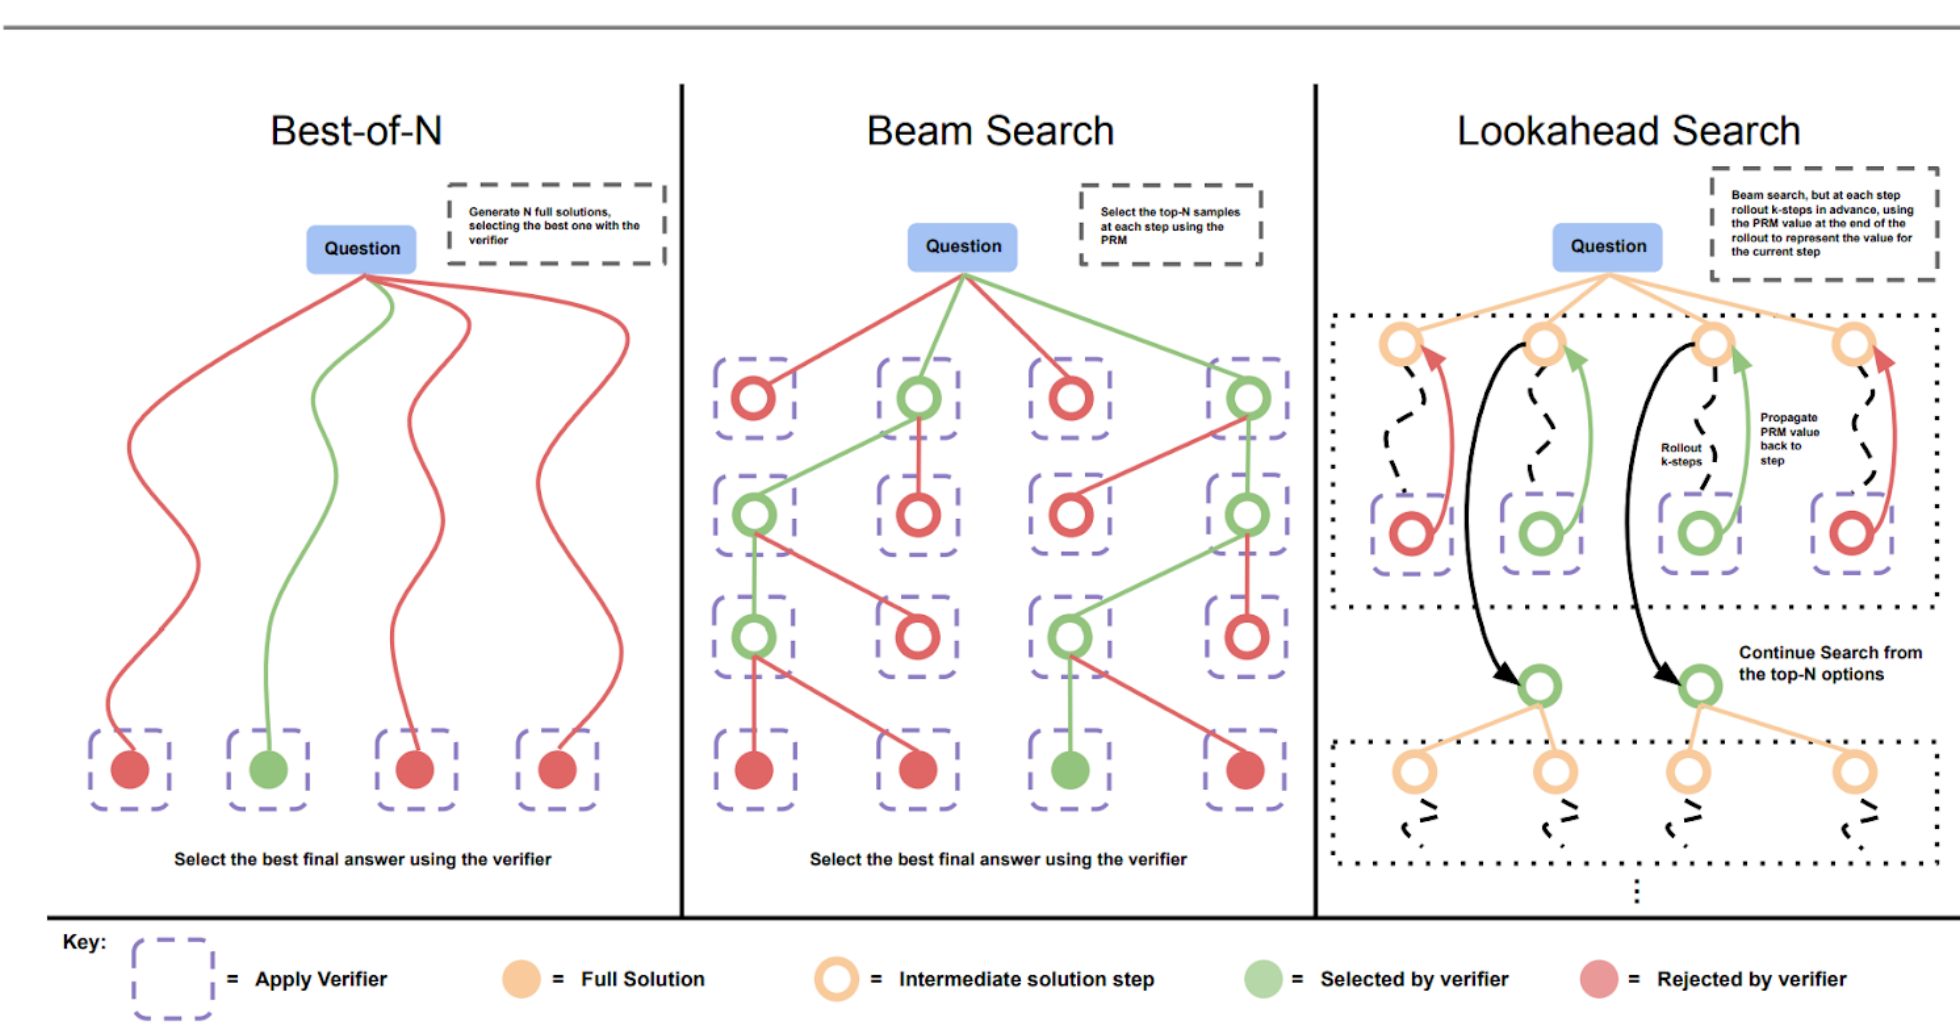 Best-of-N
Generate N full solutions,
selecting the best one with the
verifier
Question
Select the best final answer using the verifier
Beam Search
Select the top-N samples
at each step using the
PRM
Question
Select the best final answer using the verifier
Lookahead Search
Beam search, but at each step
rollout k-steps in advance, using
the PRM value at the end of the
rollout to represent the value for
the current step
Question
Propagate
PRM value
back to
step
Rollout
k-steps
Continue Search from
the top-N options
Key:
= Apply Verifier
= Full Solution
= Intermediate solution step
= Selected by verifier
= Rejected by verifier